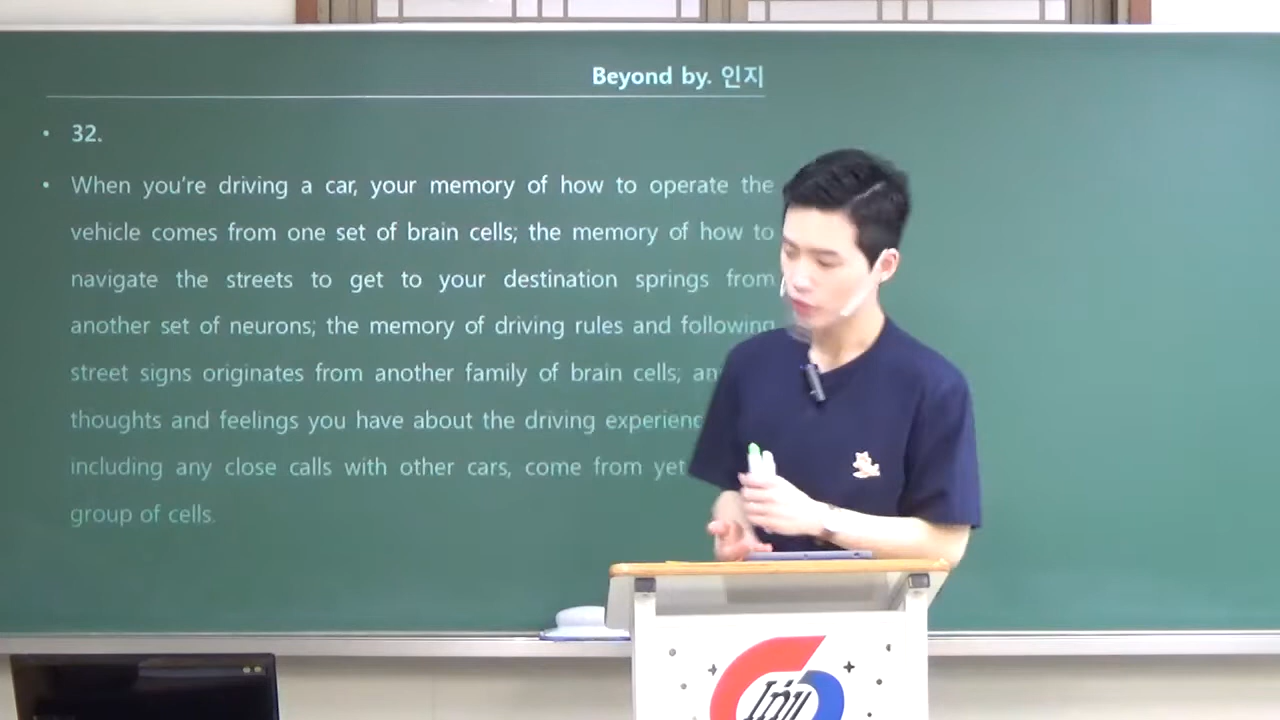 Beyond by. 인지
• 32.
• When you're driving a car, your memory of how to operate the
vehicle comes from one set of brain cells; the memory of how to
navigate the streets to get to your destination springs from
another set of neurons; the memory of driving rules and following
street signs originates from another family of brain cells;
thoughts and feelings you have about the driving
including any close calls with other cars, come from yet
group of cells.